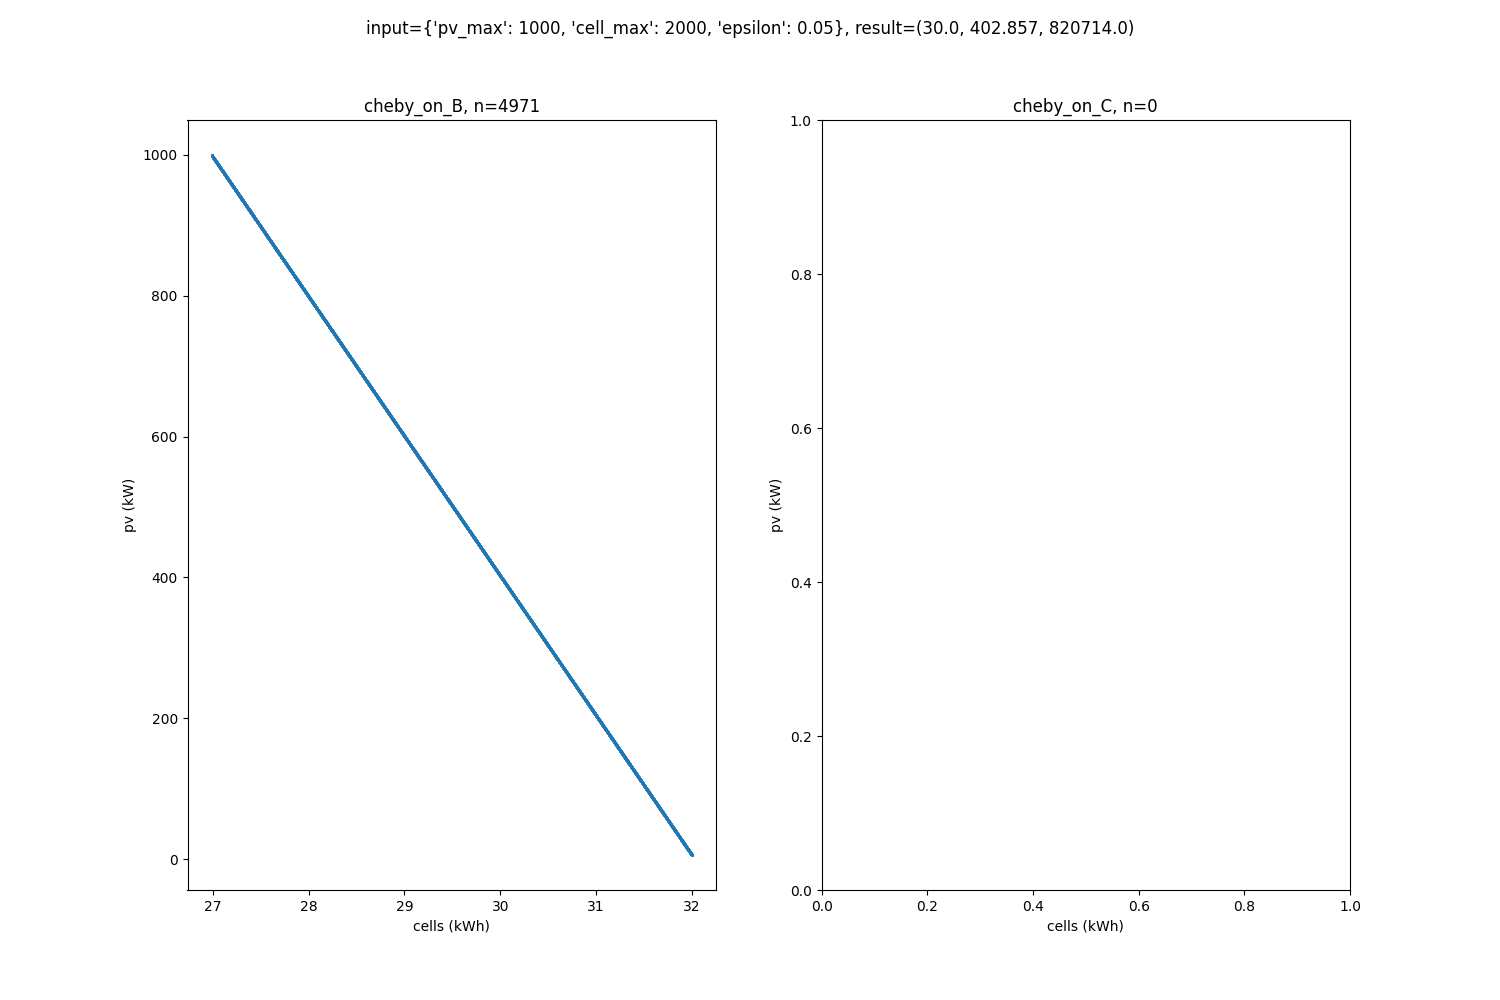 input={'pv_max': 1000, 'cell_max': 2000, 'epsilon': 0.05}, result=(30.0, 402.857, 820714.0)
cheby_on_B, n=4971
1000
800
600
400
200
0
pv (kW)
27 28 29 30 31 32
cells (kWh)
cheby_on_C, n=0
1.0
0.8
0.6
0.4
0.2
0.0
pv (kW)
0.0 0.2 0.4 0.6 0.8 1.0
cells (kWh)